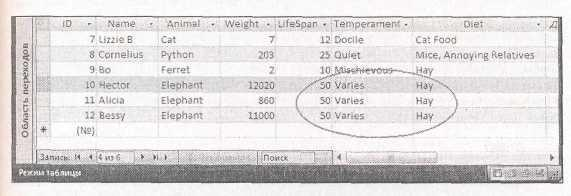 ID Name Animal Weight LifeSpan Temperament Diet
7 Lizzie B Cat 7 12 Docile Cat Food
8 Cornelius Python 203 25 Quiet Mice, Annoying Relatives
9 Bo Ferret 2 10 Mischievous Hay
10 Hector Elephant 12020 50 Varies Hay
11 Alicia Elephant 860 50 Varies Hay
12 Bessy Elephant 11000 50 Varies Hay
* (№)
Область переходов
Запись: 4 из 6 Поиск
Режим таблицы